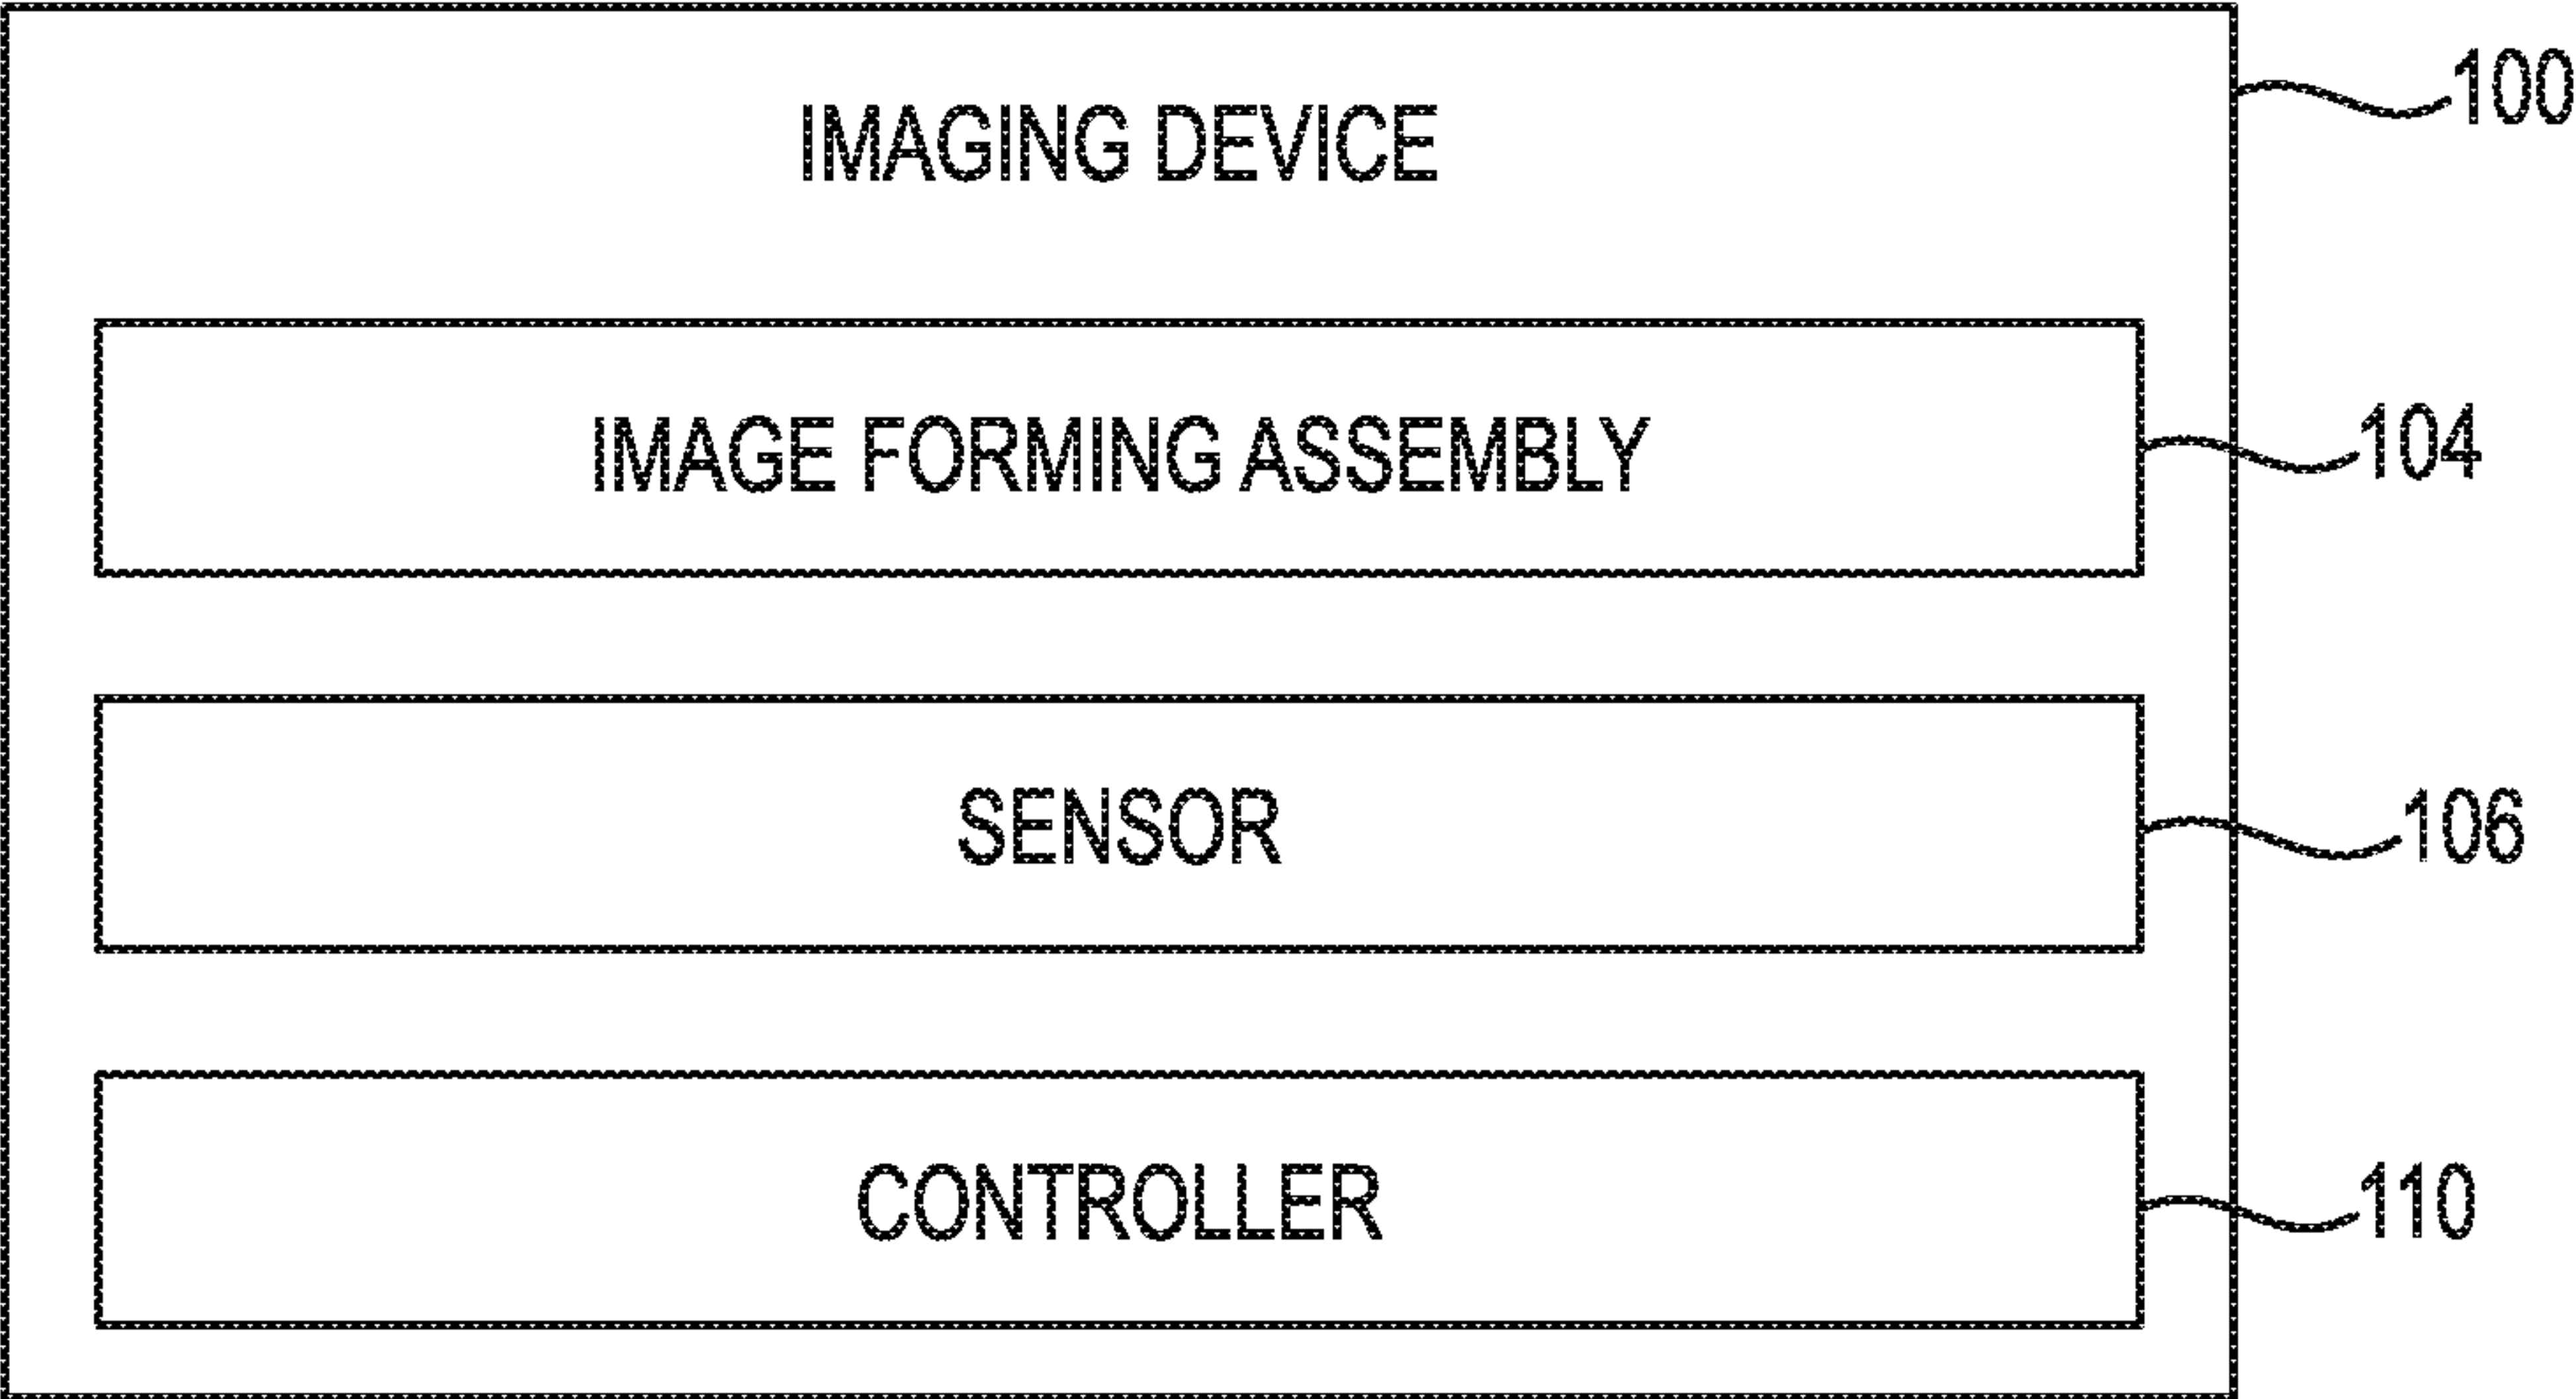 IMAGING DEVICE
100
IMAGE FORMING ASSEMBLY
104
SENSOR
106
CONTROLLER
110